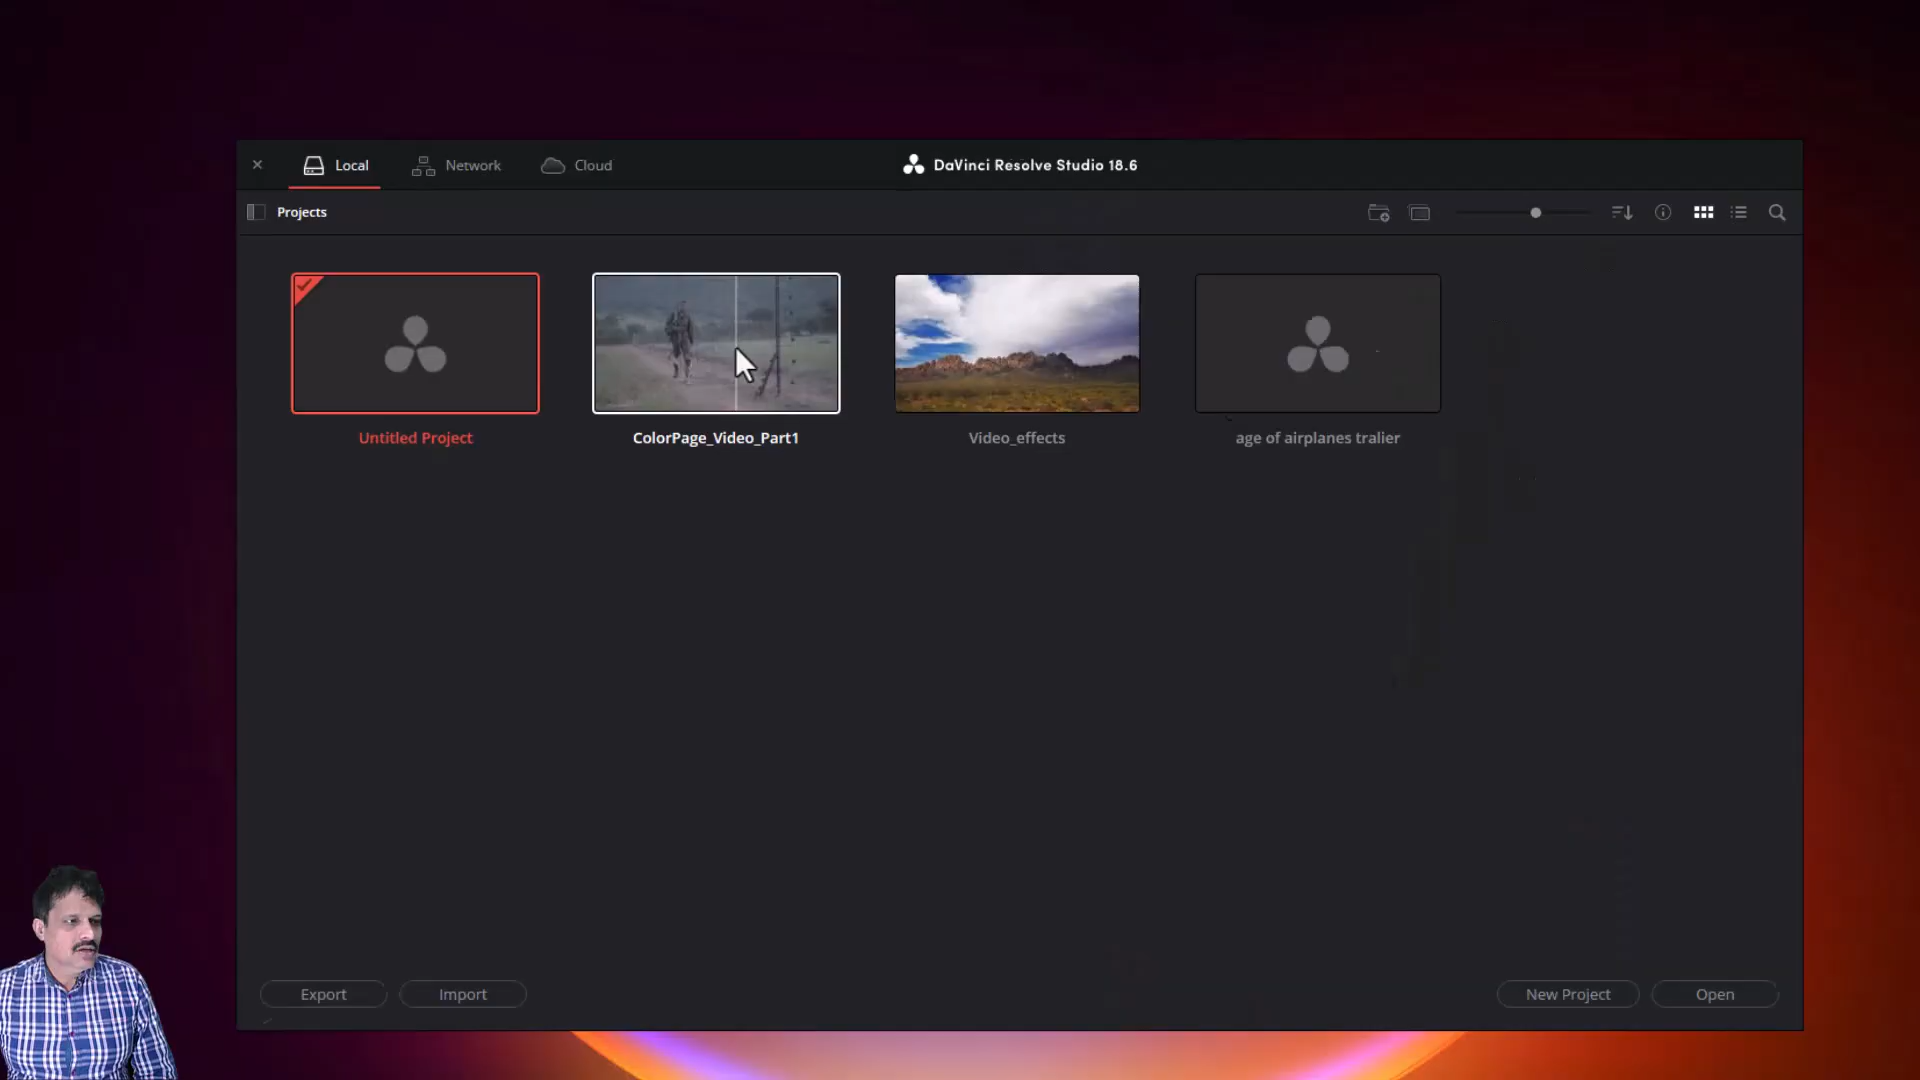 Local
Network
Cloud
DaVinci Resolve Studio 18.6
Projects
Untitled Project
ColorPage_Video_Part1
Video_effects
age of airplanes tralier
Export
Import
New Project
Open